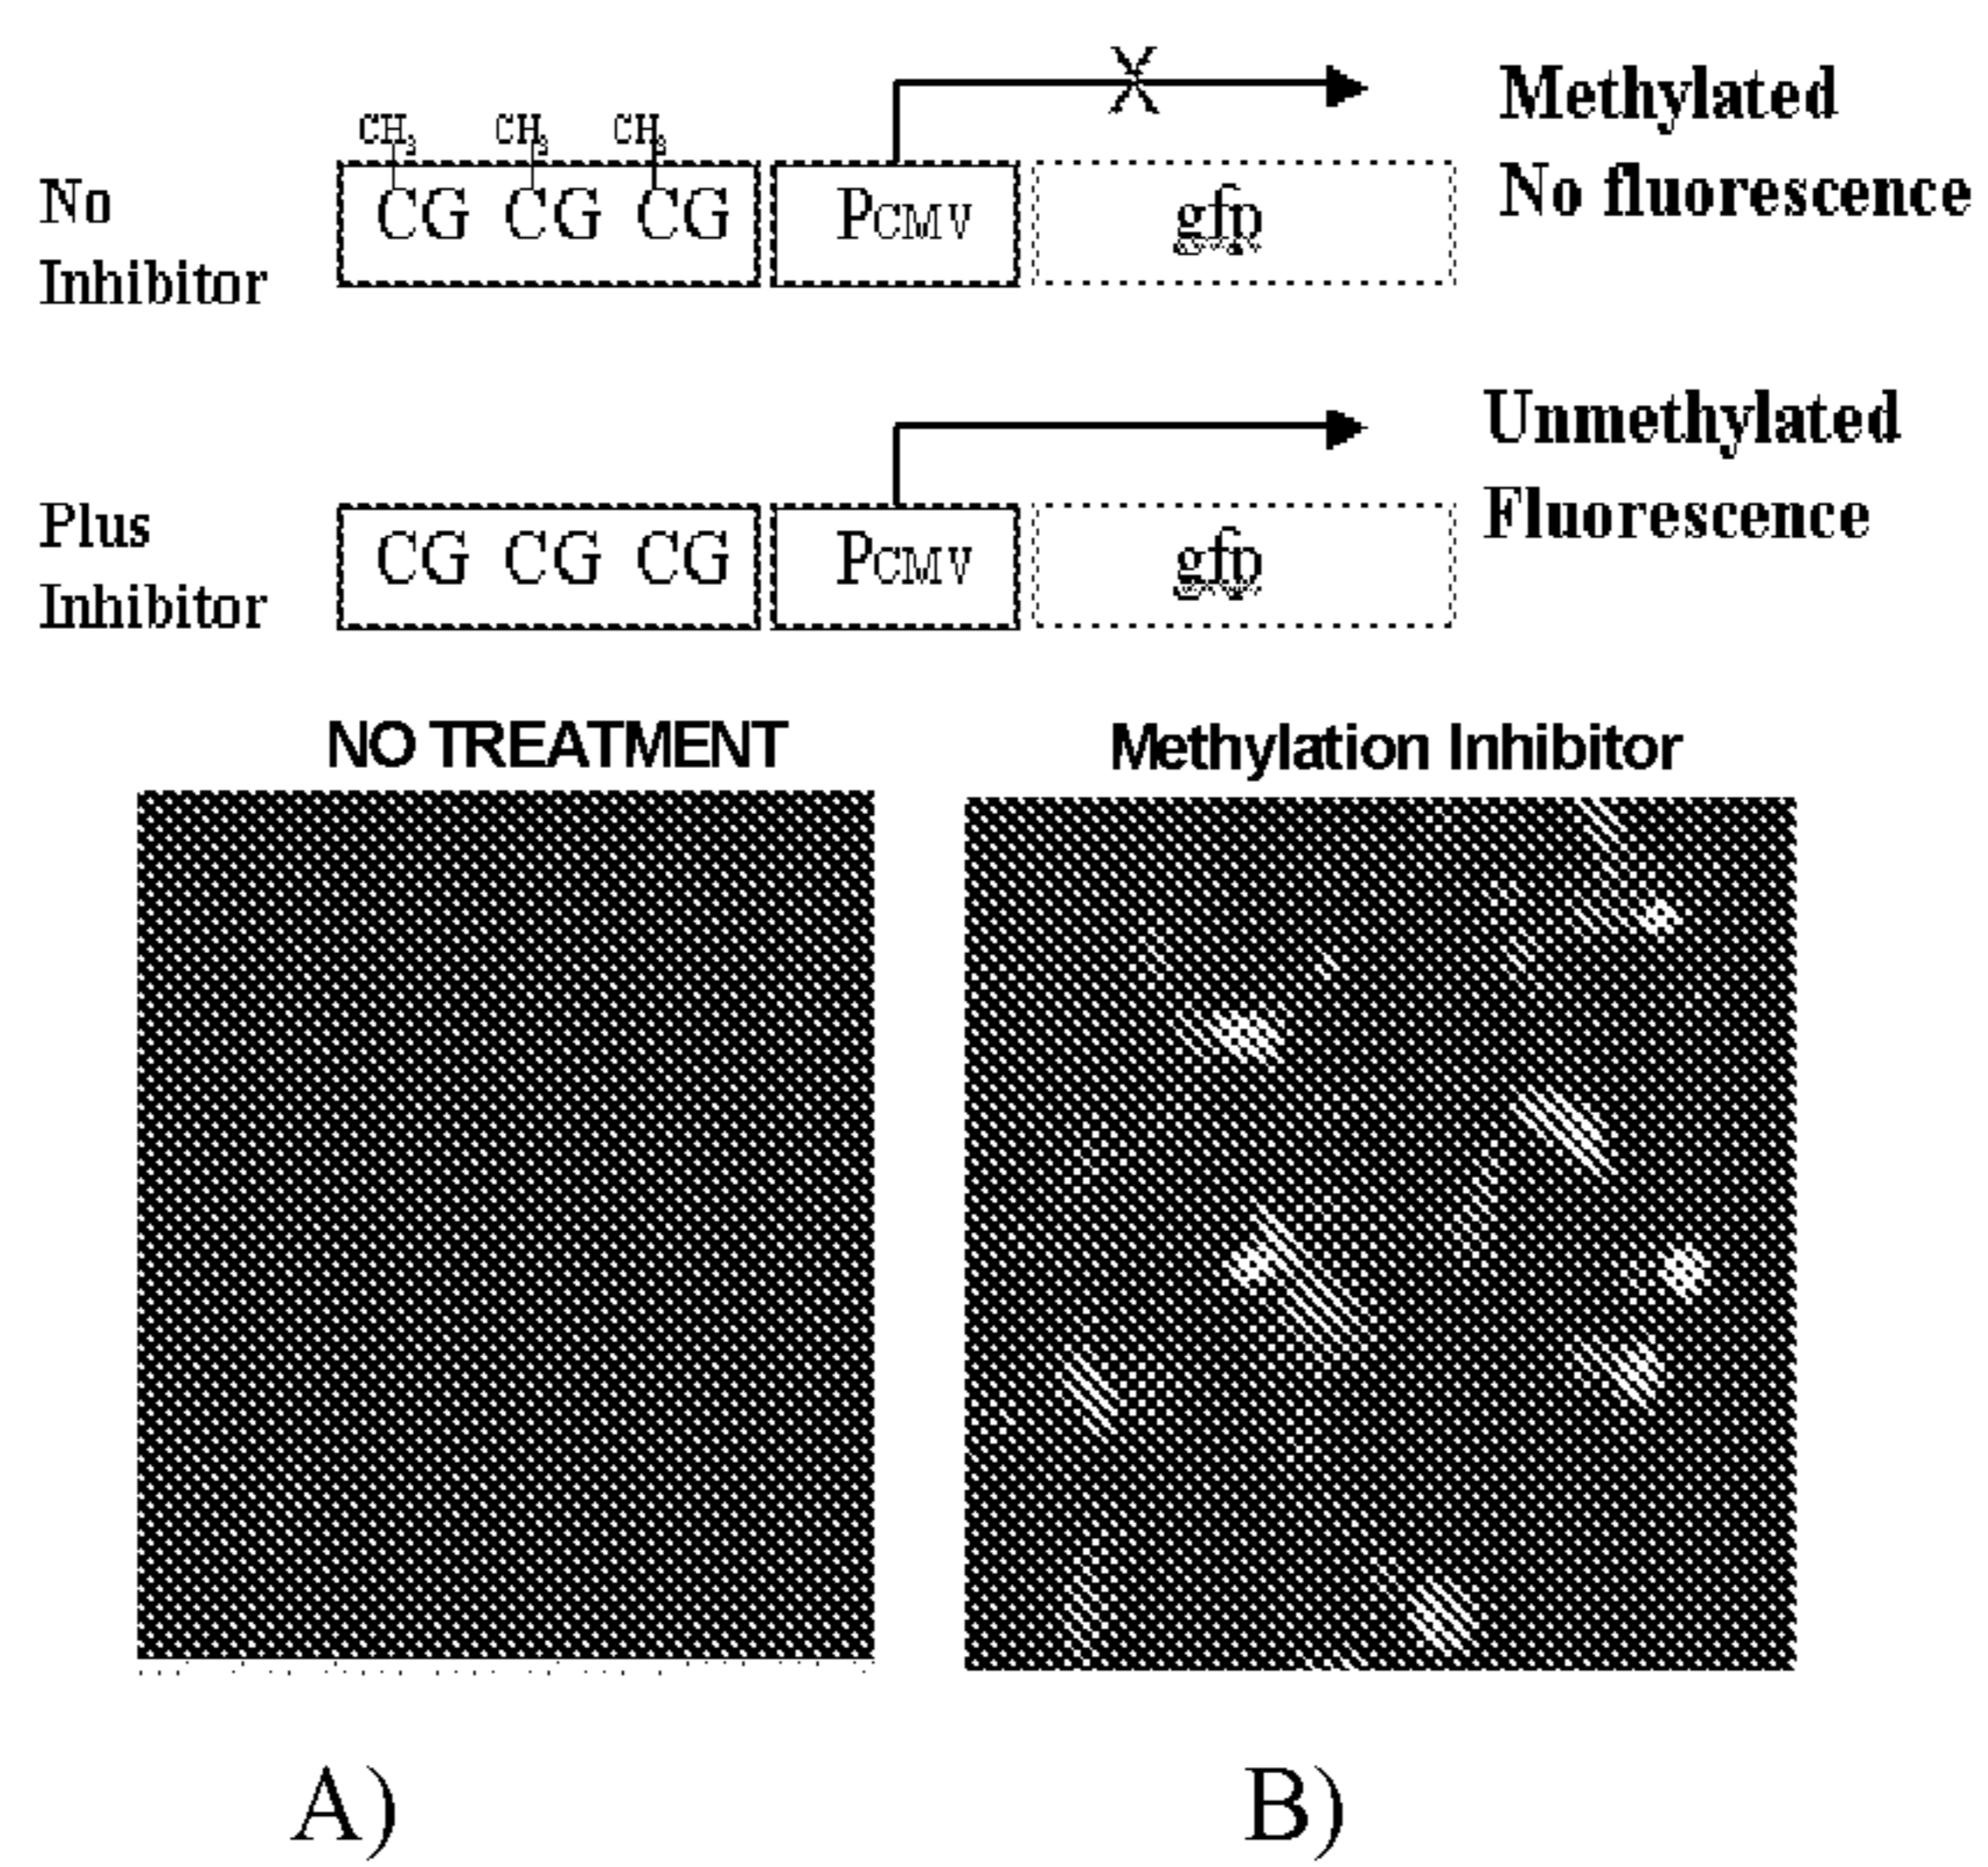 CH3 CH3 CH3
No Inhibitor
CG CG CG
PCMV
gfp
Methylated
No fluorescence
Plus Inhibitor
CG CG CG
PCMV
gfp
Unmethylated
Fluorescence
NO TREATMENT
Methylation Inhibitor
A)
B)